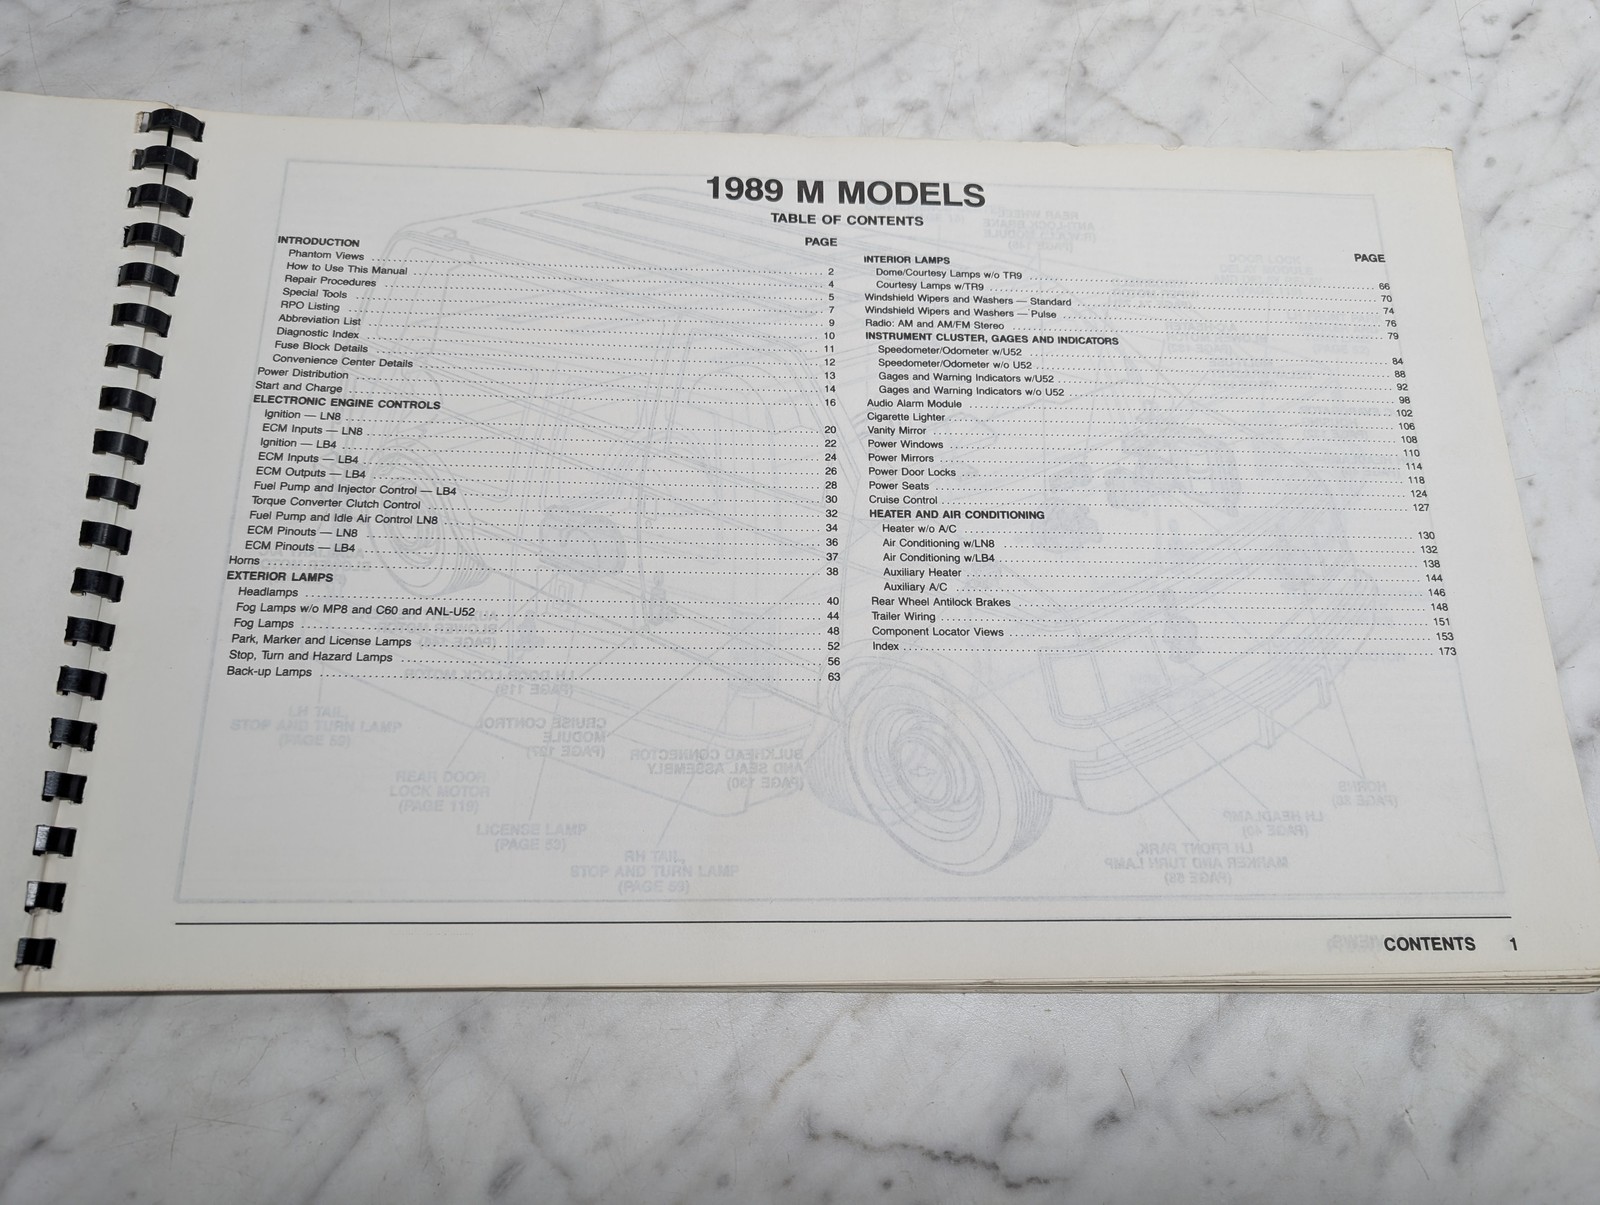 1989 M MODELS
TABLE OF CONTENTS
PAGE
INTRODUCTION
Phantom Views 2
How to Use This Manual 4
Repair Procedures 5
Special Tools 7
RPO Listing 9
Abbreviation List 10
Diagnostic Index 11
Fuse Block Details 12
Convenience Center Details 13
Power Distribution 14
Start and Charge 16
ELECTRONIC ENGINE CONTROLS
Ignition — LN8 20
ECM Inputs — LN8 22
Ignition — LB4 24
ECM Inputs — LB4 26
ECM Outputs — LB4 28
Fuel Pump and Injector Control — LB4 30
Torque Converter Clutch Control 32
Fuel Pump and Idle Air Control LN8 34
ECM Pinouts — LN8 36
ECM Pinouts — LB4 37
Horns 38
EXTERIOR LAMPS
Headlamps 40
Fog Lamps w/o MP8 and C60 and ANL-U52 44
Fog Lamps 48
Park, Marker and License Lamps 52
Stop, Turn and Hazard Lamps 56
Back-up Lamps 63
PAGE
INTERIOR LAMPS
Dome/Courtesy Lamps w/o TR9 66
Courtesy Lamps w/TR9 70
Windshield Wipers and Washers — Standard 74
Windshield Wipers and Washers — Pulse 76
Radio: AM and AM/FM Stereo 79
INSTRUMENT CLUSTER, GAGES AND INDICATORS
Speedometer/Odometer w/U52 84
Speedometer/Odometer w/o U52 88
Gages and Warning Indicators w/U52 92
Gages and Warning Indicators w/o U52 98
Audio Alarm Module 102
Cigarette Lighter 106
Vanity Mirror 108
Power Windows 110
Power Mirrors 114
Power Door Locks 118
Power Seats 124
Cruise Control 127
HEATER AND AIR CONDITIONING
Heater w/o A/C 130
Air Conditioning w/LN8 132
Air Conditioning w/LB4 138
Auxiliary Heater 144
Auxiliary A/C 146
Rear Wheel Antilock Brakes 148
Trailer Wiring 151
Component Locator Views 153
Index 173
CONTENTS 1